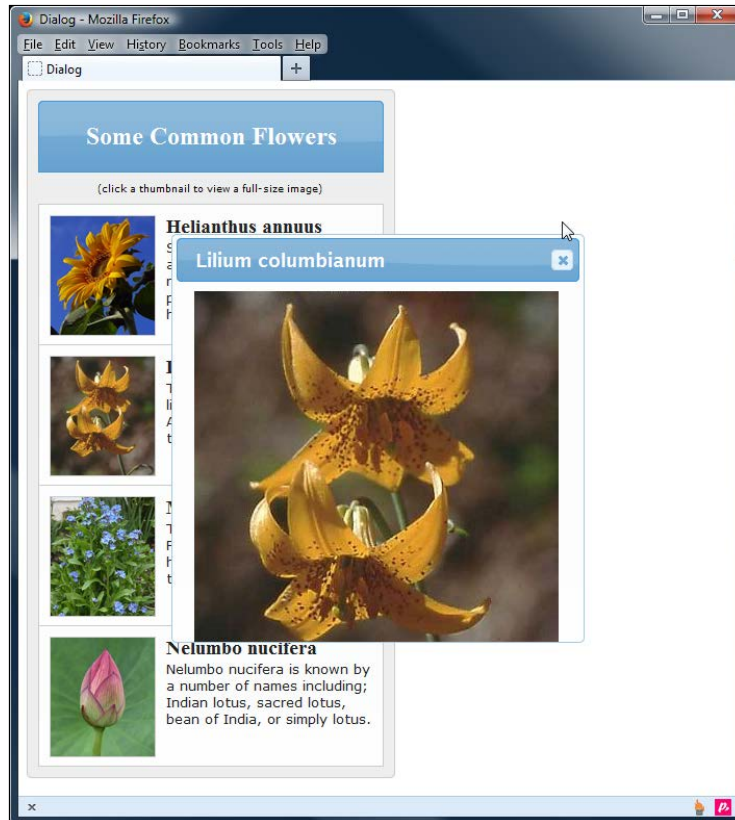 Dialog - Mozilla Firefox
File Edit View History Bookmarks Tools Help
Dialog
Some Common Flowers
(click a thumbnail to view a full-size image)
Helianthus annuus
Lilium columbianum
Nelumbo nucifera
Nelumbo nucifera is known by
a number of names including;
Indian lotus, sacred lotus,
bean of India, or simply lotus.